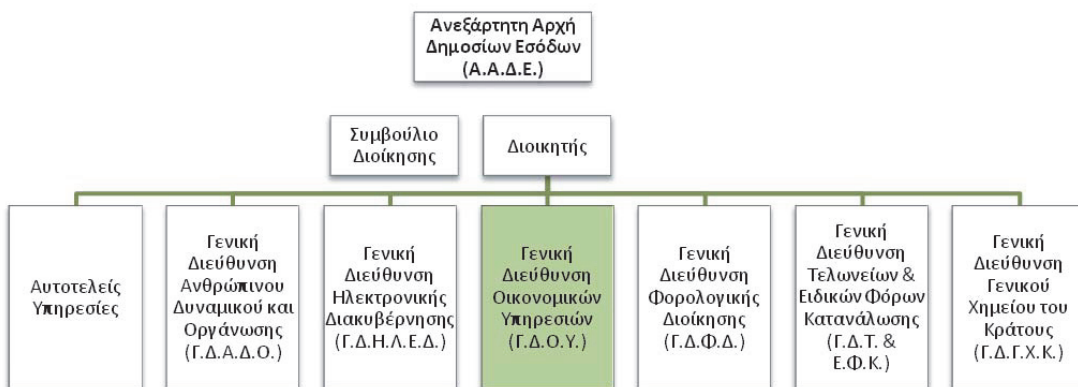 Ανεξάρτητη Αρχή
Δημοσίων Εσόδων
(Α.Α.Δ.Ε.)
Συμβούλιο
Διοίκησης
Διοικητής
Αυτοτελείς
Υπηρεσίες
Γενική
Διεύθυνση
Ανθρώπινου
Δυναμικού και
Οργάνωσης
(Γ.Δ.Α.Δ.Ο.)
Γενική
Διεύθυνση
Ηλεκτρονικής
Διακυβέρνησης
(Γ.Δ.Η.Λ.Ε.Δ.)
Γενική
Διεύθυνση
Οικονομικών
Υπηρεσιών
(Γ.Δ.Ο.Υ.)
Γενική
Διεύθυνση
Φορολογικής
Διοίκησης
(Γ.Δ.Φ.Δ.)
Γενική
Διεύθυνση
Τελωνείων &
Ειδικών Φόρων
Κατανάλωσης
(Γ.Δ.Τ. &
Ε.Φ.Κ.)
Γενική
Διεύθυνση
Γενικού
Χημείου του
Κράτους
(Γ.Δ.Γ.Χ.Κ.)